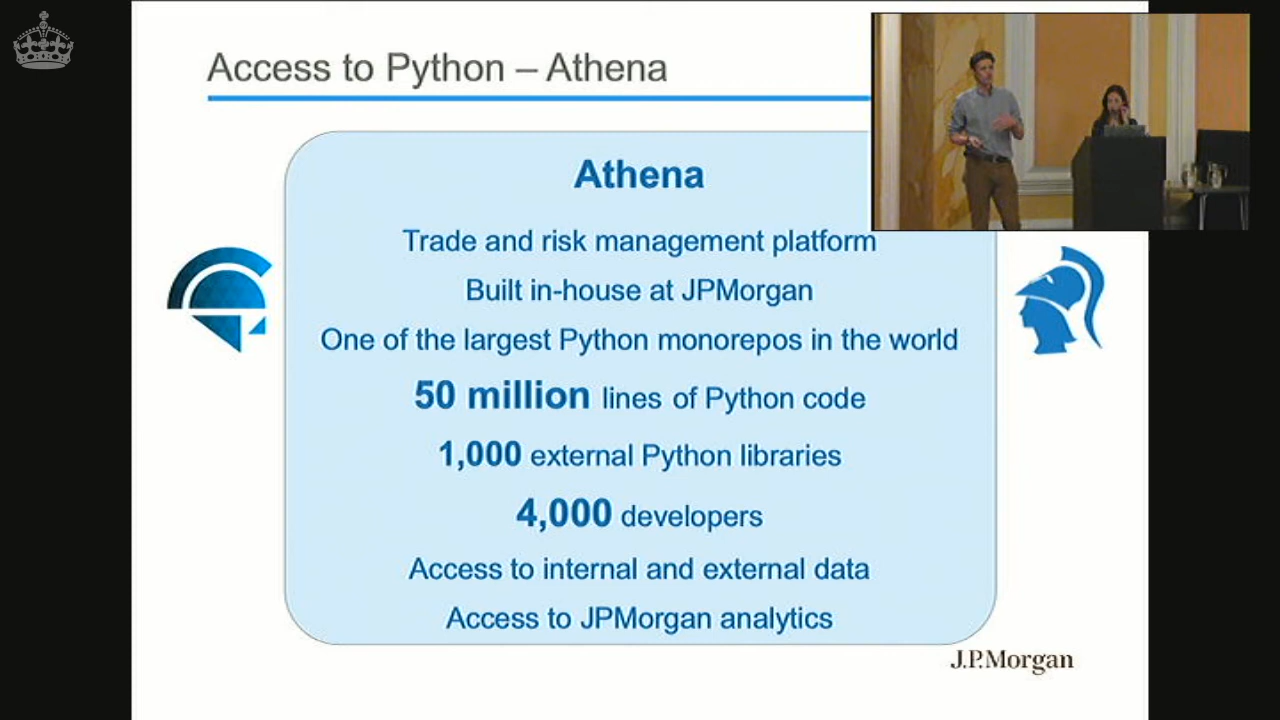 Access to Python – Athena
Athena
Trade and risk management platform
Built in-house at JPMorgan
One of the largest Python monorepos in the world
50 million lines of Python code
1,000 external Python libraries
4,000 developers
Access to internal and external data
Access to JPMorgan analytics
J.P.Morgan